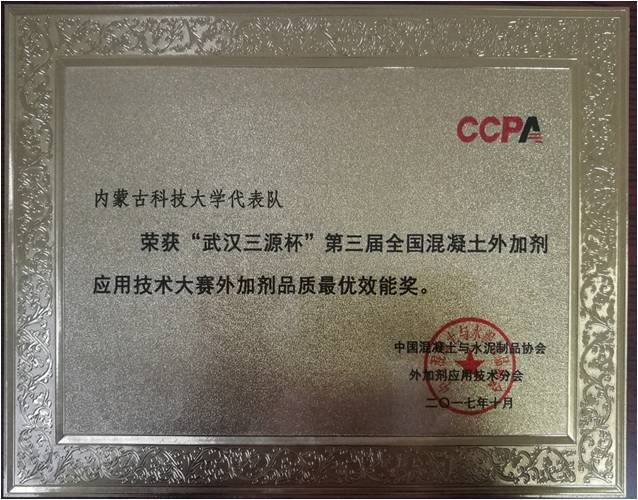 CCPA
内蒙古科技大学代表队
荣获“武汉三源杯”第三届全国混凝土外加剂
应用技术大赛外加剂品质最优效能奖。
中国混凝土与水泥制品协会
外加剂应用技术分会
二〇一七年十月